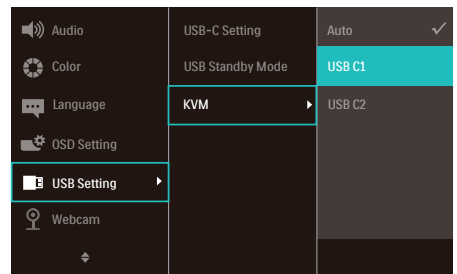 Audio
Color
Language
OSD Setting
USB Setting
Webcam
USB-C Setting
USB Standby Mode
KVM
Auto
USB C1
USB C2